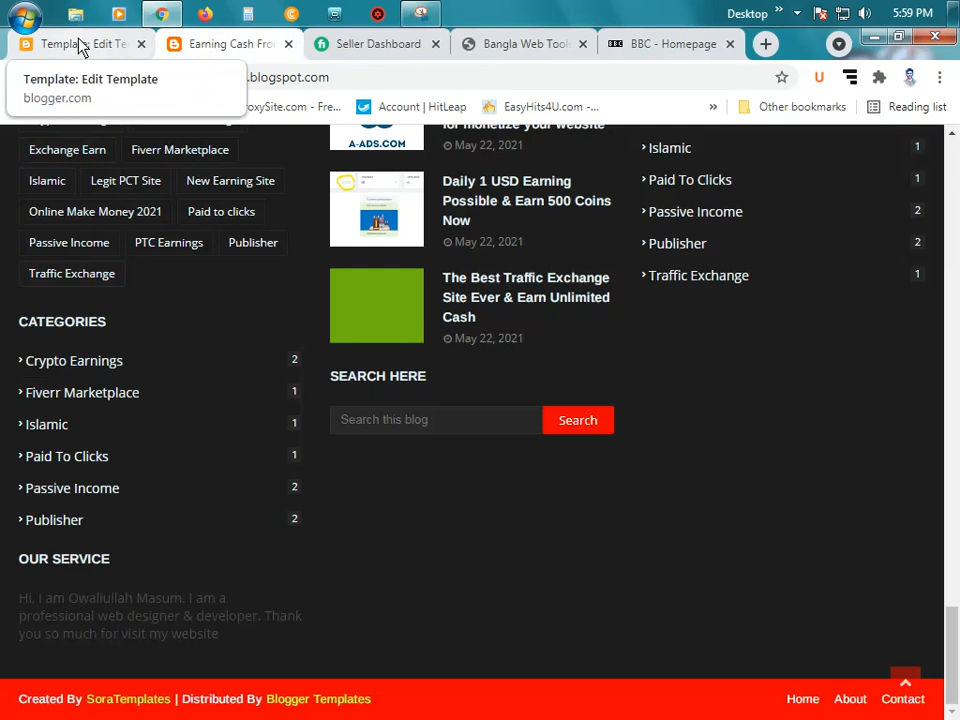 Desktop
»
5:59 PM
Template: Edit Te
Earning Cash Fro
Seller Dashboard
Bangla Web Tools
BBC - Homepage
Template: Edit Template
blogger.com
.blogspot.com
oxySite.com - Fre...
Account | HitLeap
EasyHits4U.com -...
»
Other bookmarks
Reading list
Exchange Earn
Fiverr Marketplace
Islamic
Legit PCT Site
New Earning Site
Online Make Money 2021
Paid to clicks
Passive Income
PTC Earnings
Publisher
Traffic Exchange
CATEGORIES
Crypto Earnings 2
Fiverr Marketplace 1
Islamic 1
Paid To Clicks 1
Passive Income 2
Publisher 2
OUR SERVICE
Hi, I am Owaliullah Masum. I am a
professional web designer & developer. Thank
you so much for visit my website
A-ADS.COM
for monetize your website
May 22, 2021
Daily 1 USD Earning
Possible & Earn 500 Coins
Now
May 22, 2021
The Best Traffic Exchange
Site Ever & Earn Unlimited
Cash
May 22, 2021
SEARCH HERE
Search this blog
Search
Islamic 1
Paid To Clicks 1
Passive Income 2
Publisher 2
Traffic Exchange 1
Created By SoraTemplates | Distributed By Blogger Templates
Home
About
Contact